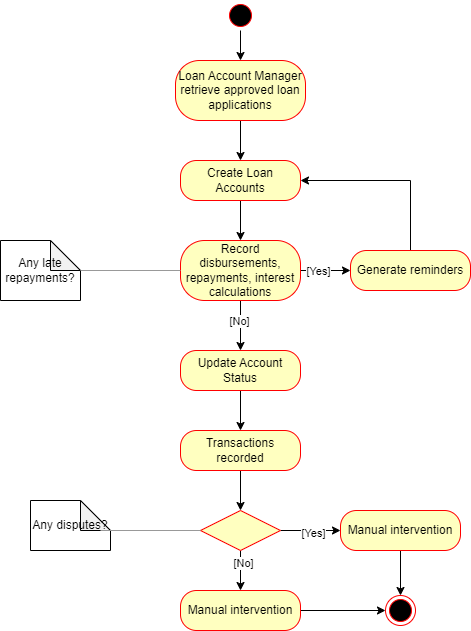 Loan Account Manager
retrieve approved loan
applications
Create Loan
Accounts
Any late
repayments?
Record
disbursements,
repayments, interest
calculations
[Yes]
Generate reminders
[No]
Update Account
Status
Transactions
recorded
Any disputes?
[Yes]
Manual intervention
[No]
Manual intervention